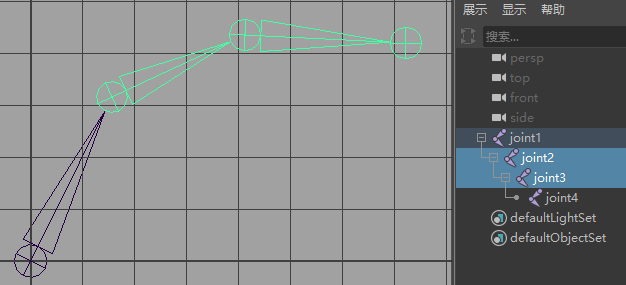 展示 显示 帮助
搜索...
persp
top
front
side
joint1
joint2
joint3
joint4
defaultLightSet
defaultObjectSet